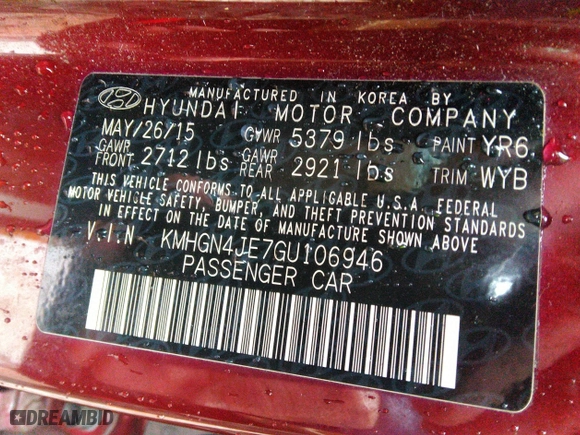 MANUFACTURED IN KOREA BY
HYUNDAI MOTOR COMPANY
MAY/26/15 GVWR 5379 lbs PAINT YR6
GAWR FRONT 2712 lbs GAWR REAR 2921 lbs TRIM WYB
THIS VEHICLE CONFORMS TO ALL APPLICABLE U.S.A. FEDERAL
MOTOR VEHICLE SAFETY, BUMPER, AND THEFT PREVENTION STANDARDS
IN EFFECT ON THE DATE OF MANUFACTURE SHOWN ABOVE
V.I.N. KMHGN4JE7GU106946
PASSENGER CAR
DREAMBID